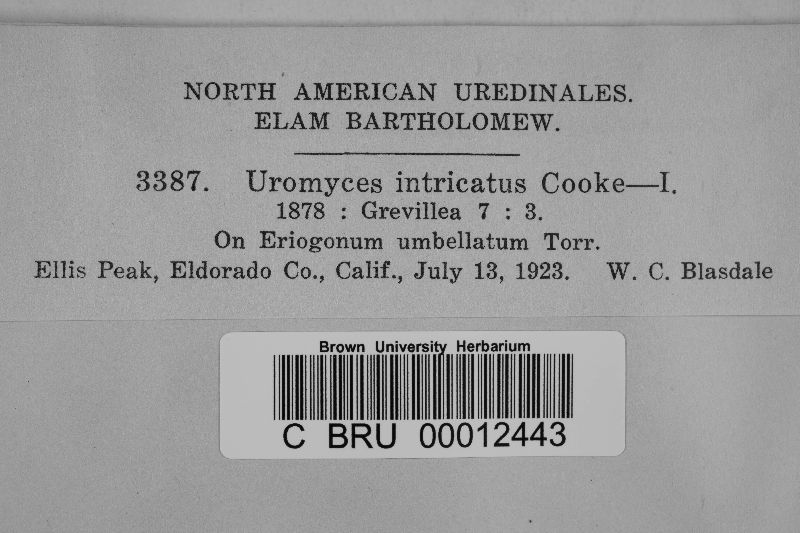 NORTH AMERICAN UREDINALES.
ELAM BARTHOLOMEW.
3387. Uromyces intricatus Cooke—I.
1878 : Grevillea 7 : 3.
On Eriogonum umbellatum Torr.
Ellis Peak, Eldorado Co., Calif., July 13, 1923. W. C. Blasdale
Brown University Herbarium
C BRU 00012443